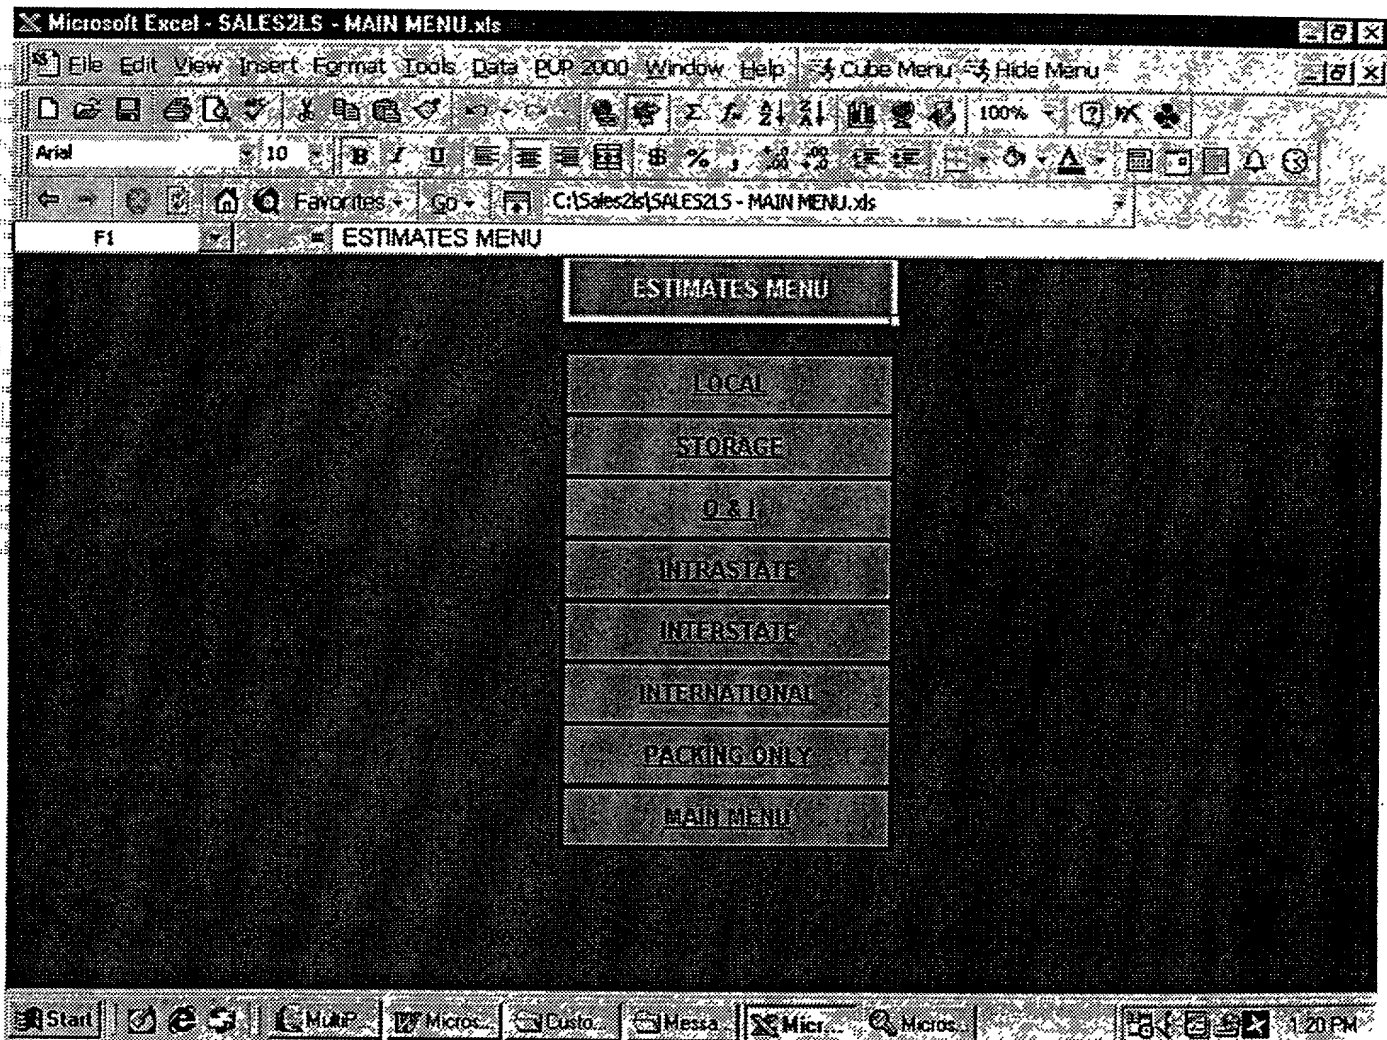 Microsoft Excel - SALES2LS - MAIN MENU.xls
File Edit View Insert Format Tools Data PUP 2000 Window Help Cube Menu Hide Menu
100%
Arial 10 B I U $ % ,
Favorites Go C:\Sales2ls\SALES2LS - MAIN MENU.xls
F1 = ESTIMATES MENU
ESTIMATES MENU
LOCAL
STORAGE
O & I
INTRASTATE
INTERSTATE
INTERNATIONAL
PACKING ONLY
MAIN MENU
Start MultiP... Micros... Custo... Messa... Micr... Micros... 1:20 PM